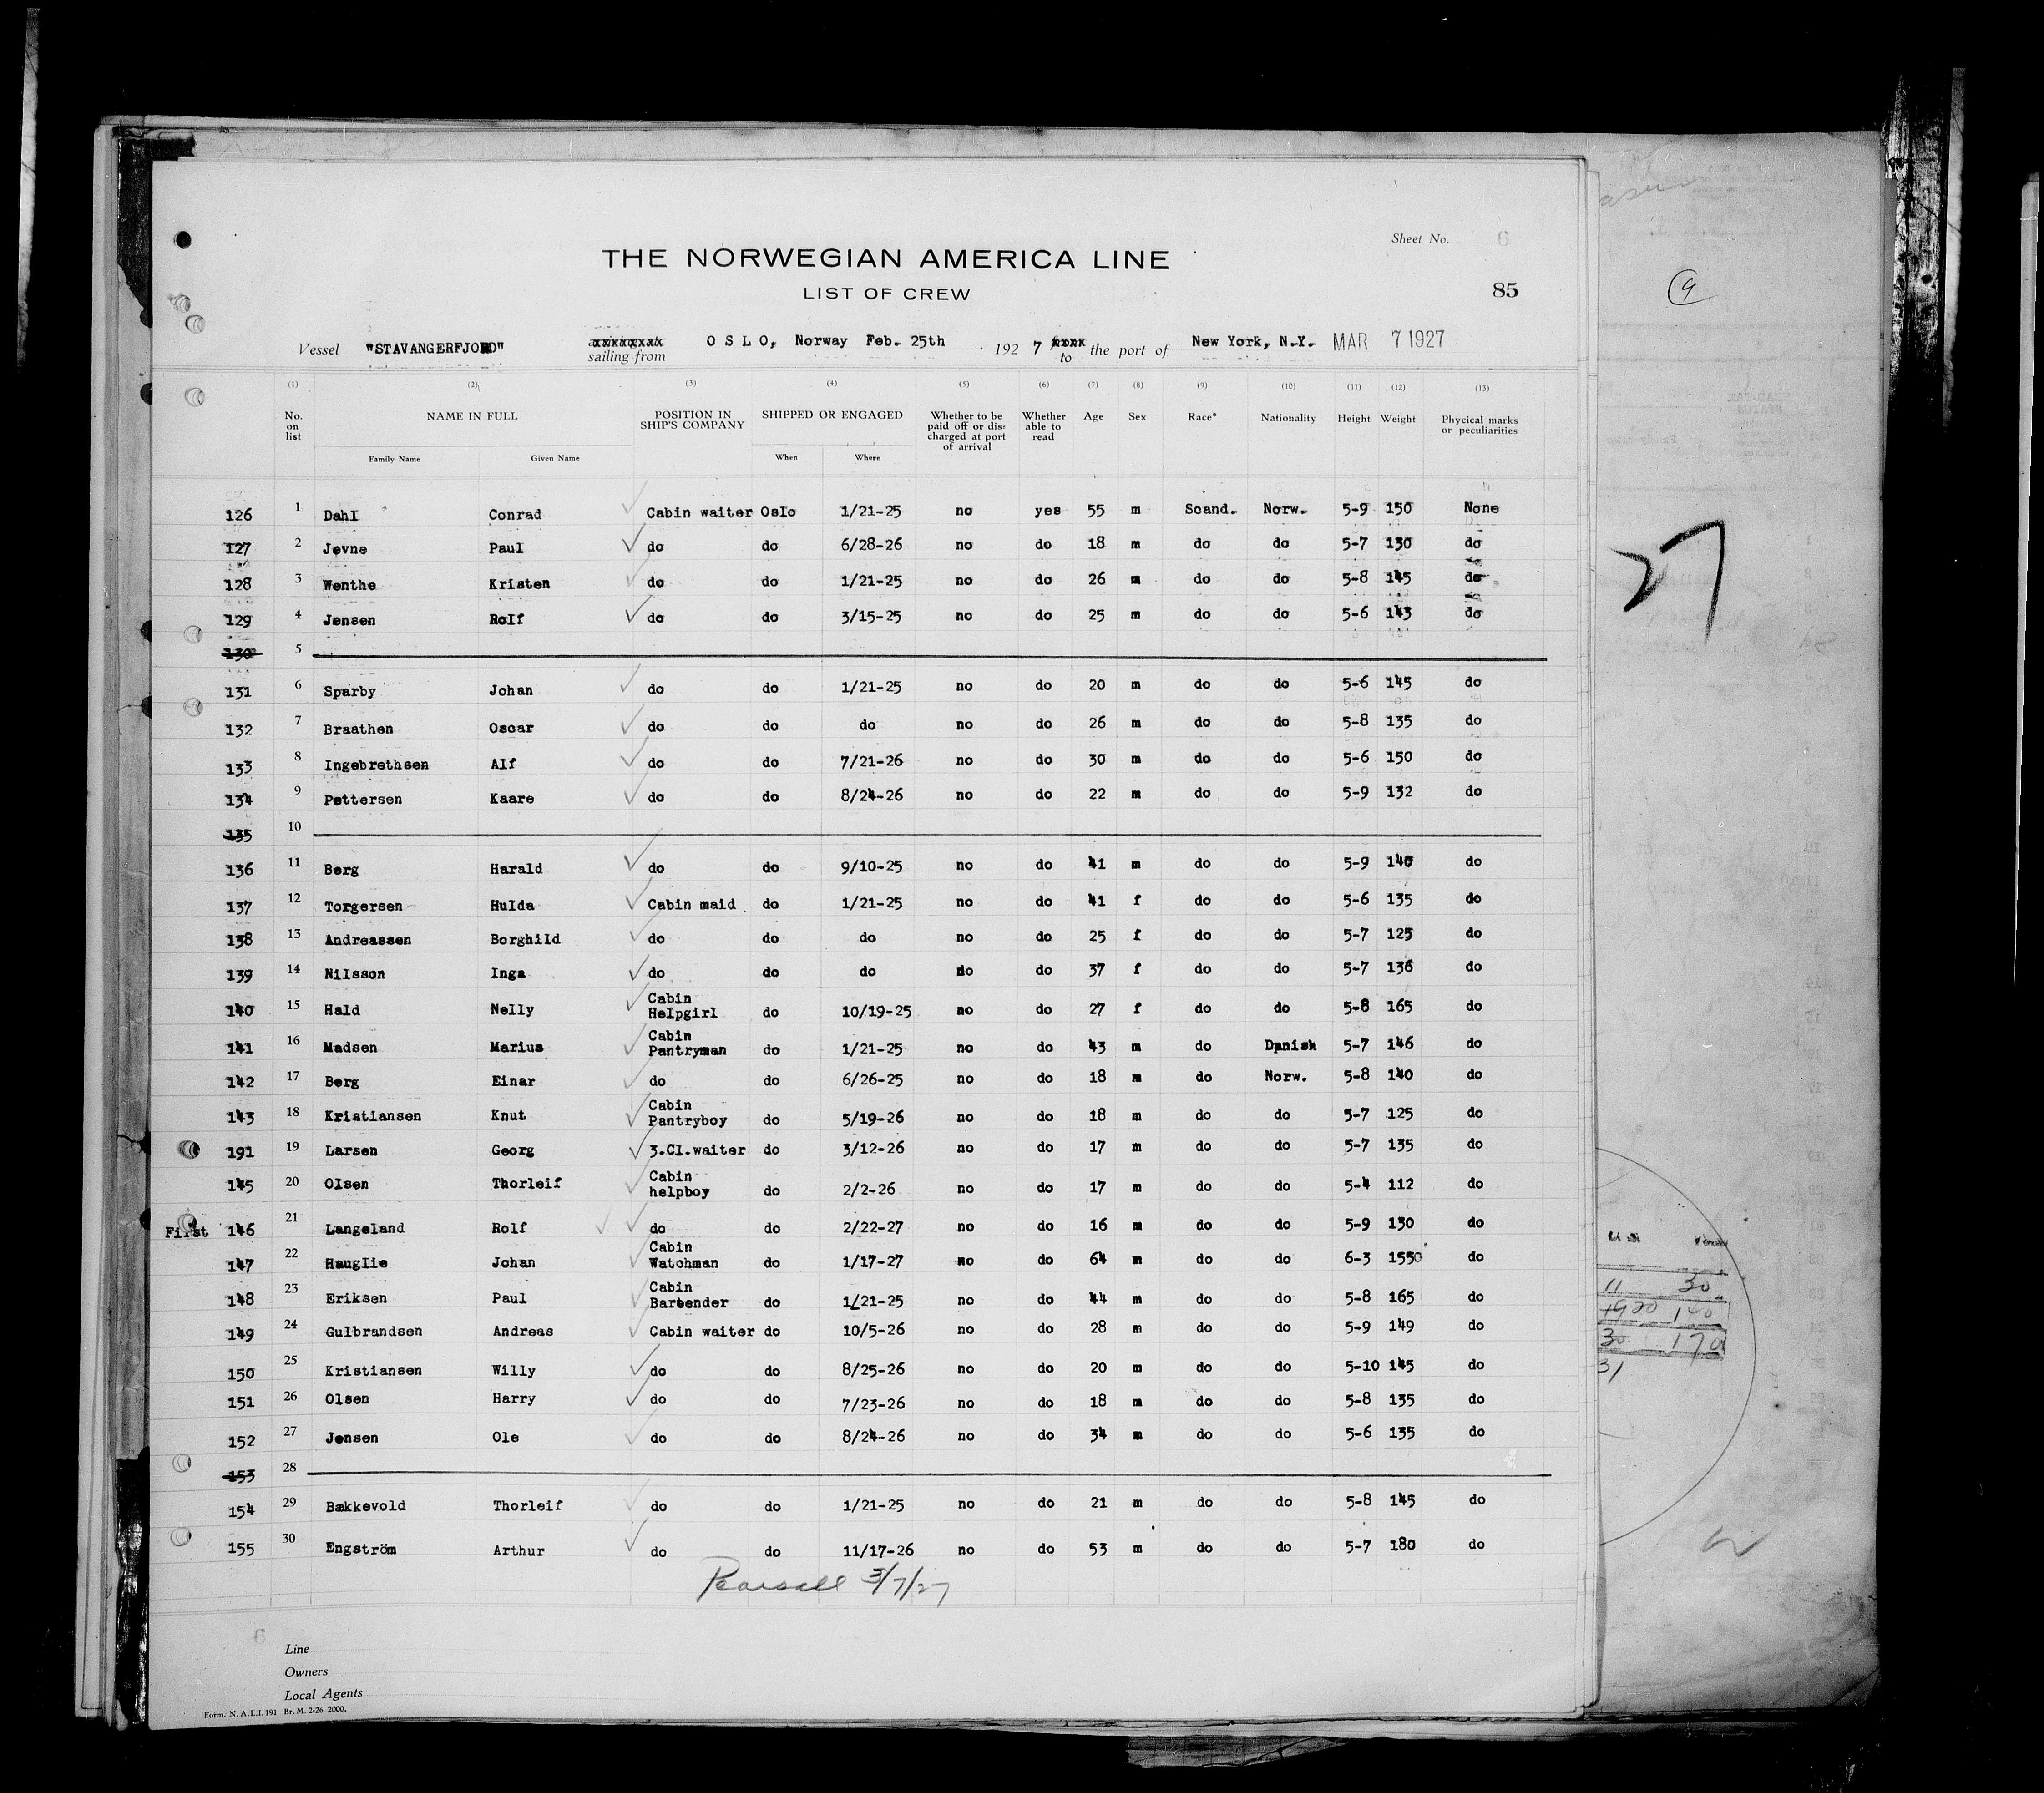 Sheet No. 6
THE NORWEGIAN AMERICA LINE
LIST OF CREW
85
Vessel "STAVANGERFJORD" sailing from OSLO, Norway Feb. 25th 1927 to the port of New York, N.Y. MAR 7 1927
(1) (2) (3) (4) (5) (6) (7) (8) (9) (10) (11) (12) (13)
No. on list NAME IN FULL POSITION IN SHIP'S COMPANY SHIPPED OR ENGAGED Whether to be paid off or discharged at port of arrival Whether able to read Age Sex Race* Nationality Height Weight Phycical marks or peculiarities
Family Name Given Name When Where
126 1 Dahl Conrad Cabin waiter Oslo 1/21-25 no yes 55 m Scand. Norw. 5-9 150 None
127 2 Jøvne Paul do do 6/28-26 no do 18 m do do 5-7 130 do
128 3 Wenthe Kristen do do 1/21-25 no do 26 m do do 5-8 145 do
129 4 Jensen Rolf do do 3/15-25 no do 25 m do do 5-6 143 do
130 5
131 6 Sparby Johan do do 1/21-25 no do 20 m do do 5-6 145 do
132 7 Braathen Oscar do do do no do 26 m do do 5-8 135 do
133 8 Ingebrethsen Alf do do 7/21-26 no do 30 m do do 5-6 150 do
134 9 Pettersen Kaare do do 8/24-26 no do 22 m do do 5-9 132 do
135 10
136 11 Berg Harald do do 9/10-25 no do 41 m do do 5-9 140 do
137 12 Torgersen Hulda Cabin maid do 1/21-25 no do 41 f do do 5-6 135 do
138 13 Andreassen Borghild do do do no do 25 f do do 5-7 125 do
139 14 Nilsson Inga do do do do do 37 f do do 5-7 136 do
140 15 Hald Nelly Cabin Helpgirl do 10/19-25 no do 27 f do do 5-8 165 do
141 16 Madsen Marius Cabin Pantryman do 1/21-25 no do 43 m do Danish 5-7 146 do
142 17 Berg Einar do do 6/26-25 no do 18 m do Norw. 5-8 140 do
143 18 Kristiansen Knut Cabin Pantryboy do 5/19-26 no do 18 m do do 5-7 125 do
191 19 Larsen Georg 3.Cl.waiter do 3/12-26 no do 17 m do do 5-7 135 do
145 20 Olsen Thorleif Cabin helpboy do 2/2-26 no do 17 m do do 5-4 112 do
First 146 21 Langeland Rolf do do 2/22-27 no do 16 m do do 5-9 130 do
147 22 Hauglie Johan Cabin Watchman do 1/17-27 no do 64 m do do 6-3 1550 do
148 23 Eriksen Paul Cabin Bartender do 1/21-25 no do 44 m do do 5-8 165 do
149 24 Gulbrandsen Andreas Cabin waiter do 10/5-26 no do 28 m do do 5-9 149 do
150 25 Kristiansen Willy do do 8/25-26 no do 20 m do do 5-10 145 do
151 26 Olsen Harry do do 7/23-26 no do 18 m do do 5-8 135 do
152 27 Jensen Ole do do 8/24-26 no do 34 m do do 5-6 135 do
153 28
154 29 Bækkevold Thorleif do do 1/21-25 no do 21 m do do 5-8 145 do
155 30 Engström Arthur do do 11/17-26 no do 53 m do do 5-7 180 do
Pearsall 3/7/27
6
Line
Owners
Local Agents
Form. N. A.L.I. 191 Br. M. 2-26. 2000.
9
27
11 30
30 170
31